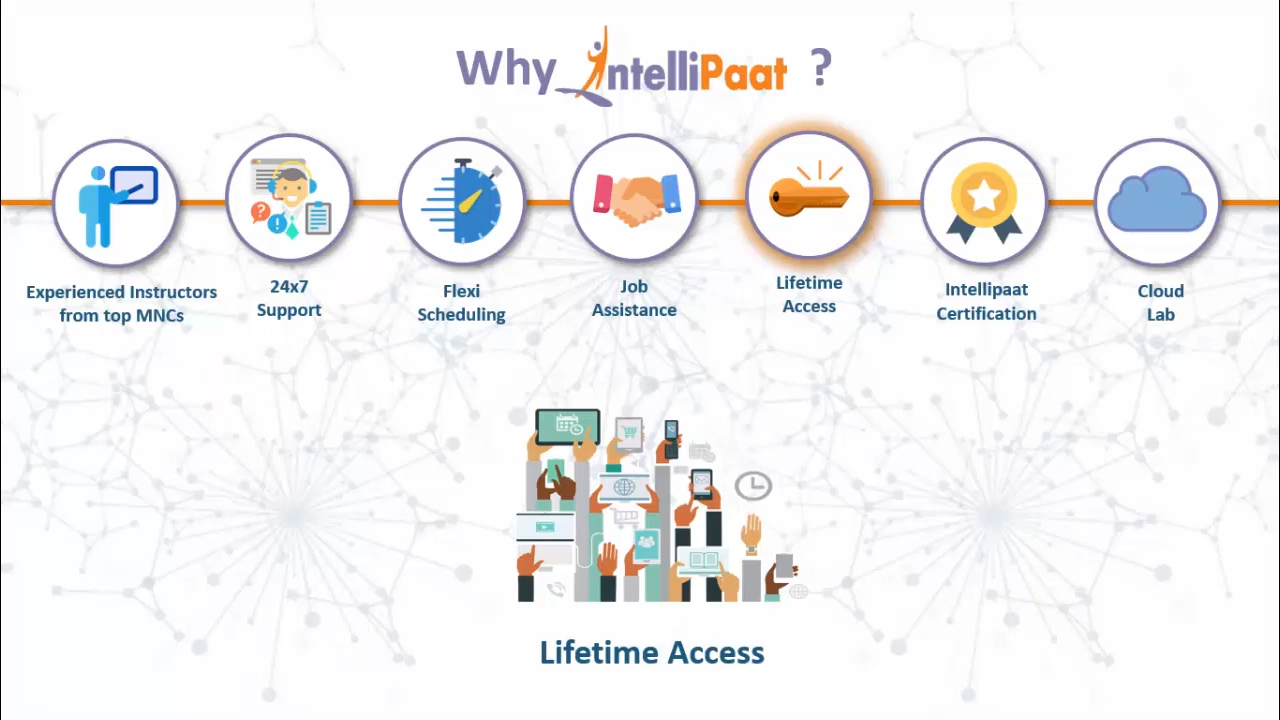 Why IntelliPaat ?
Experienced Instructors
from top MNCs
24x7
Support
Flexi
Scheduling
Job
Assistance
Lifetime
Access
Intellipaat
Certification
Cloud
Lab
Lifetime Access